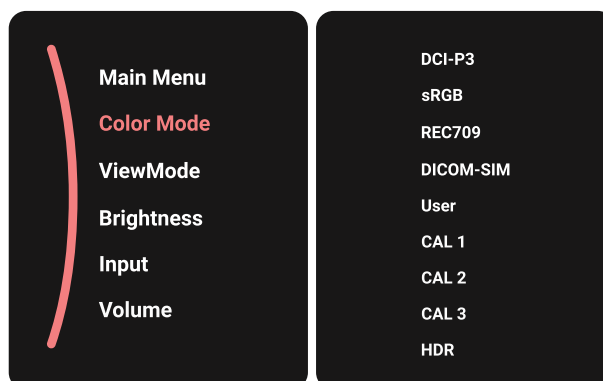 Main Menu
Color Mode
ViewMode
Brightness
Input
Volume
DCI-P3
sRGB
REC709
DICOM-SIM
User
CAL 1
CAL 2
CAL 3
HDR